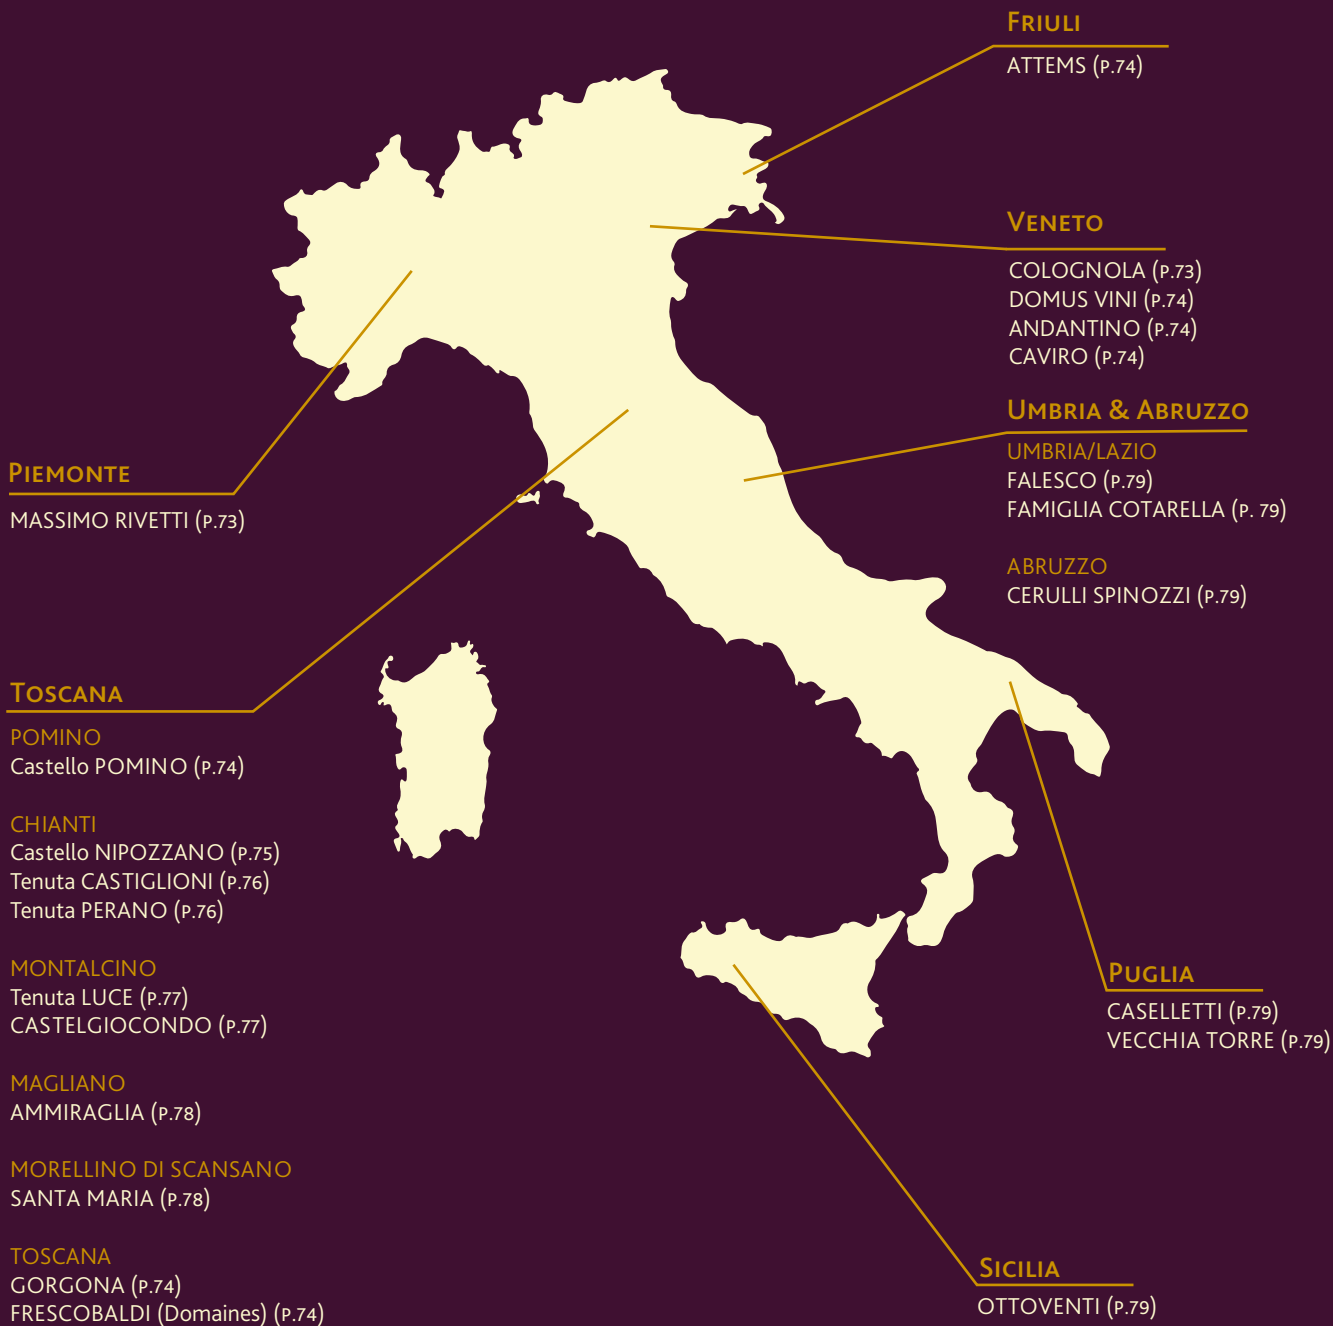 FRIULI
ATTEMS (P.74)
VENETO
COLOGNOLA (P.73)
DOMUS VINI (P.74)
ANDANTINO (P.74)
CAVIRO (P.74)
UMBRIA & ABRUZZO
UMBRIA/LAZIO
FALESCO (P.79)
FAMIGLIA COTARELLA (P. 79)
ABRUZZO
CERULLI SPINOZZI (P.79)
PIEMONTE
MASSIMO RIVETTI (P.73)
TOSCANA
POMINO
Castello POMINO (P.74)
CHIANTI
Castello NIPOZZANO (P.75)
Tenuta CASTIGLIONI (P.76)
Tenuta PERANO (P.76)
MONTALCINO
Tenuta LUCE (P.77)
CASTELGIOCONDO (P.77)
MAGLIANO
AMMIRAGLIA (P.78)
MORELLINO DI SCANSANO
SANTA MARIA (P.78)
TOSCANA
GORGONA (P.74)
FRESCOBALDI (Domaines) (P.74)
PUGLIA
CASELLETTI (P.79)
VECCHIA TORRE (P.79)
SICILIA
OTTOVENTI (P.79)